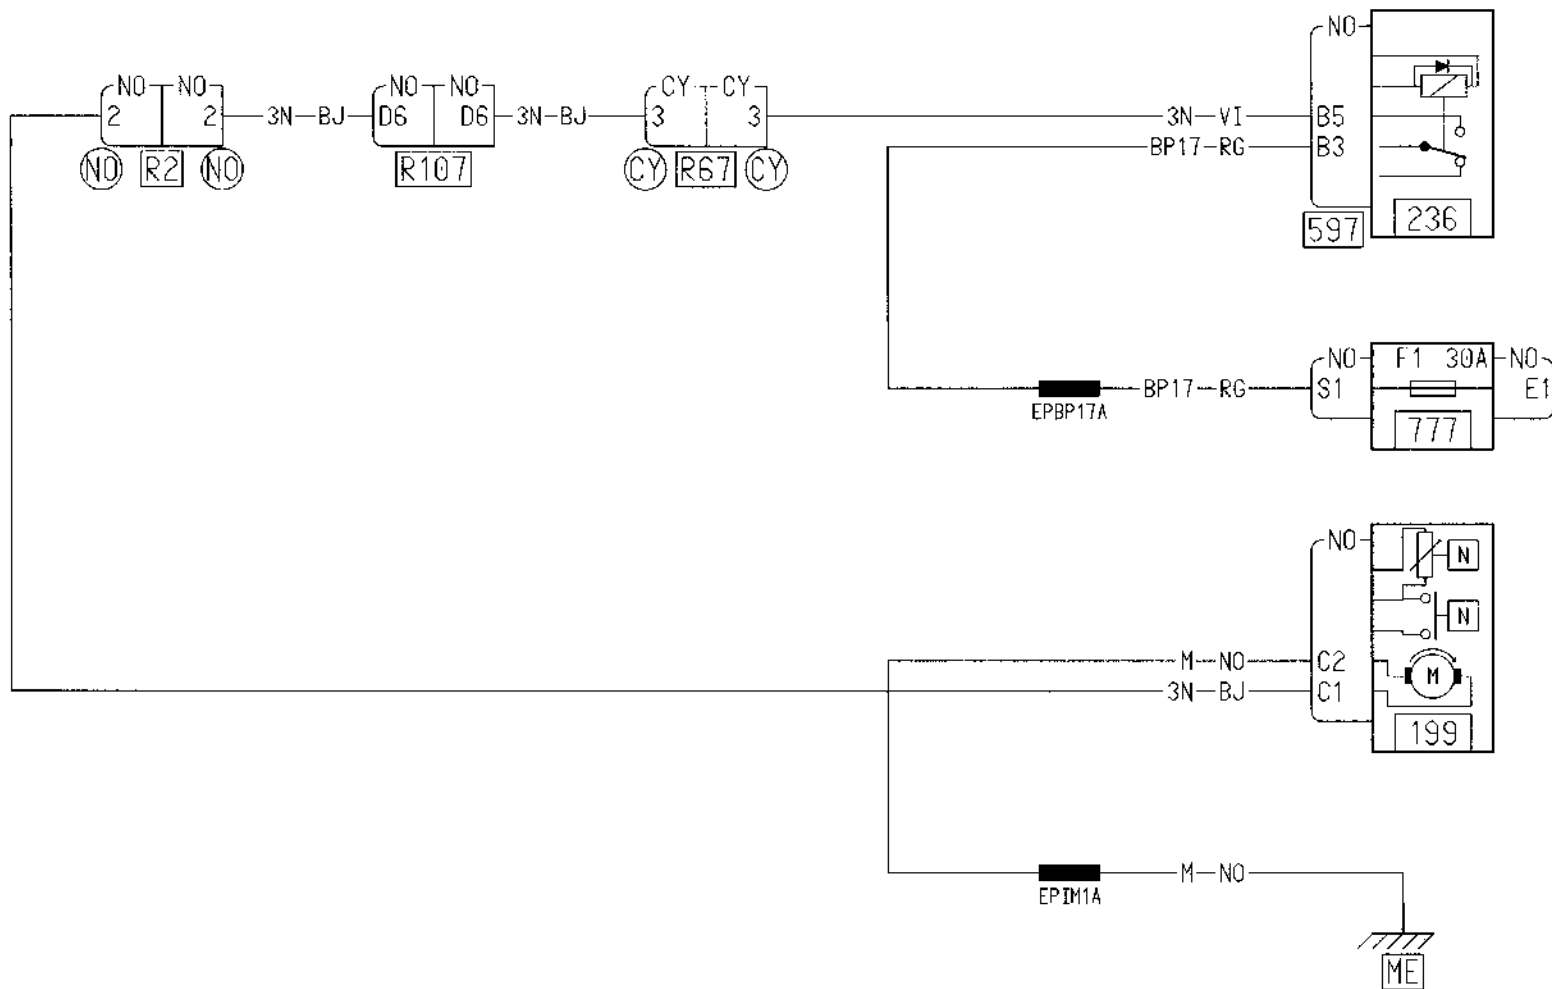 NO
NO NO NO NO CY CY
2 2 3N BJ D6 D6 3N BJ 3 3 3N VI B5
BP17 RG B3
NO R2 NO R107 CY R67 CY
236
597
NO F1 30A NO
BP17 RG S1 E1
EPBP17A
777
NO
N
N
M NO C2
M
3N BJ C1
199
M NO
EPIM1A
ME